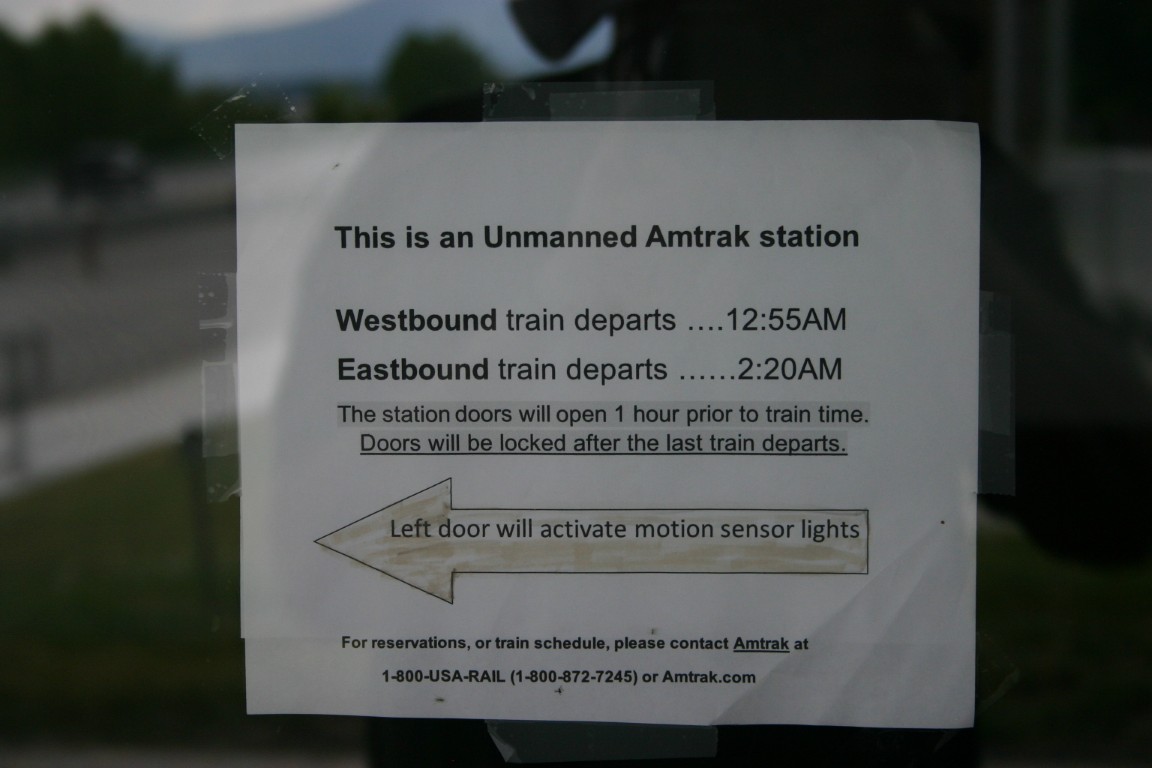 This is an Unmanned Amtrak station
Westbound train departs ....12:55AM
Eastbound train departs ......2:20AM
The station doors will open 1 hour prior to train time.
Doors will be locked after the last train departs.
Left door will activate motion sensor lights
For reservations, or train schedule, please contact Amtrak at
1-800-USA-RAIL (1-800-872-7245) or Amtrak.com